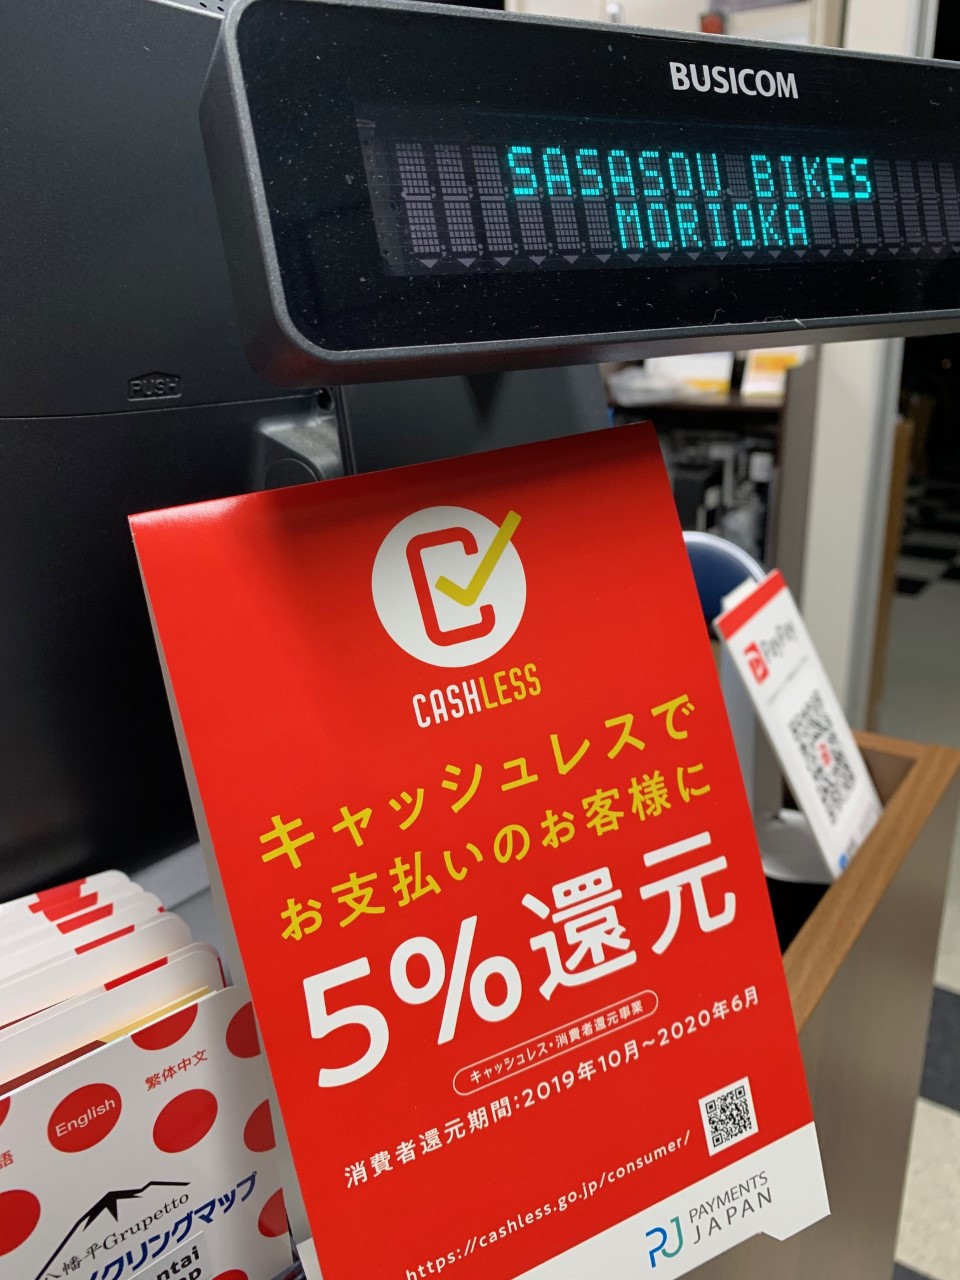 BUSICOM
SASASOU BIKES
MORIOKA
PUSH
CASHLESS
キャッシュレスで
お支払いのお客様に
5%還元
キャッシュレス・消費者還元事業
消費者還元期間:2019年10月~2020年6月
https://cashless.go.jp/consumer/
PAYMENTS
JAPAN
PayPay
繁体中文
English
語
八幡平Grupetto
イクリングマップ
ntai